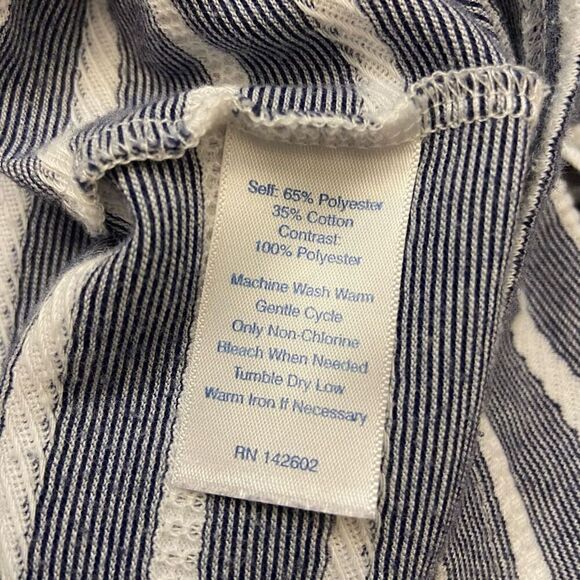 Self: 65% Polyester
35% Cotton
Contrast:
100% Polyester
Machine Wash Warm
Gentle Cycle
Only Non-Chlorine
Bleach When Needed
Tumble Dry Low
Warm Iron If Necessary
RN 142602